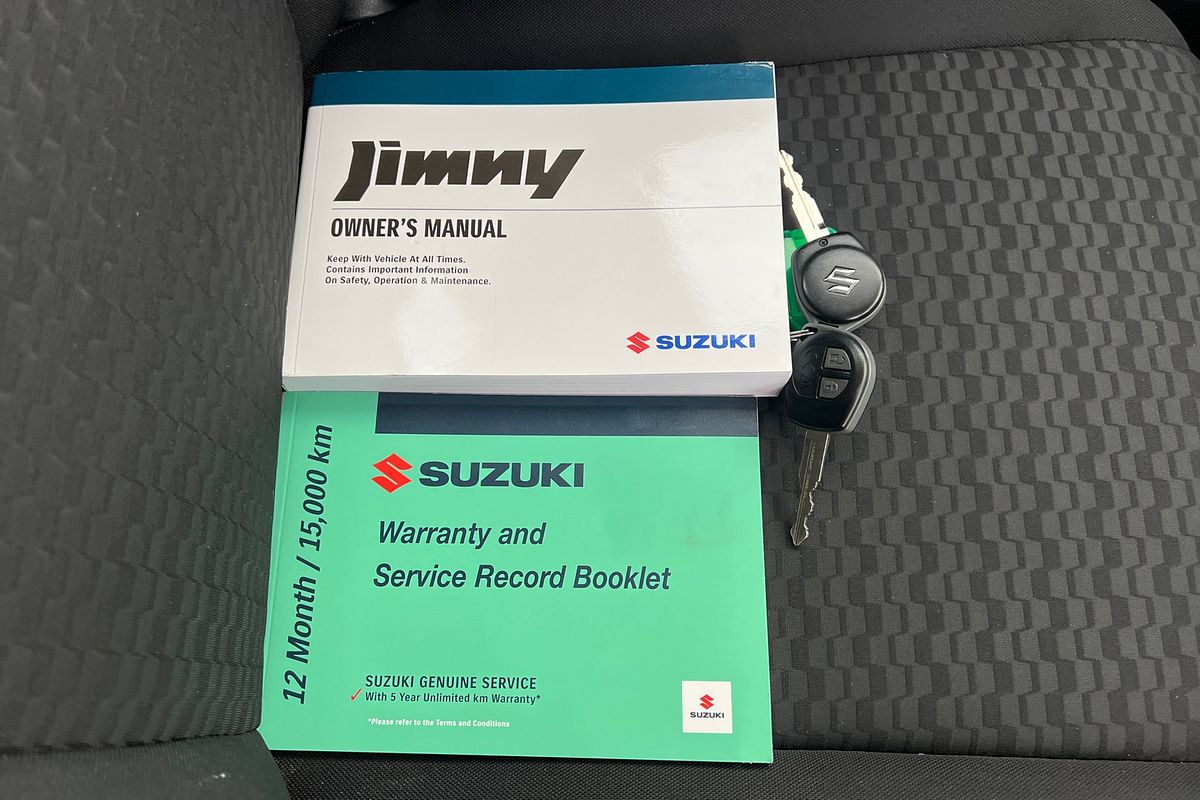 Jimny
OWNER'S MANUAL
Keep With Vehicle At All Times.
Contains Important Information
On Safety, Operation & Maintenance.
SUZUKI
12 Month / 15,000 km
SUZUKI
Warranty and
Service Record Booklet
SUZUKI GENUINE SERVICE
With 5 Year Unlimited km Warranty*
*Please refer to the Terms and Conditions
SUZUKI